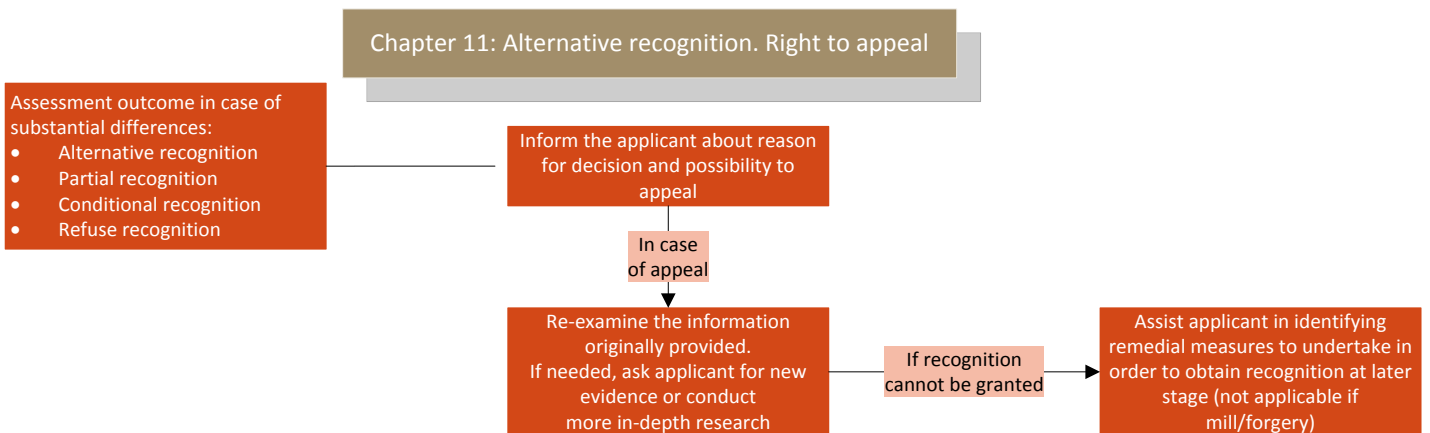 Chapter 11: Alternative recognition. Right to appeal
Assessment outcome in case of
substantial differences:
• Alternative recognition
• Partial recognition
• Conditional recognition
• Refuse recognition
Inform the applicant about reason
for decision and possibility to
appeal
In case
of appeal
Re-examine the information
originally provided.
If needed, ask applicant for new
evidence or conduct
more in-depth research
If recognition
cannot be granted
Assist applicant in identifying
remedial measures to undertake in
order to obtain recognition at later
stage (not applicable if
mill/forgery)